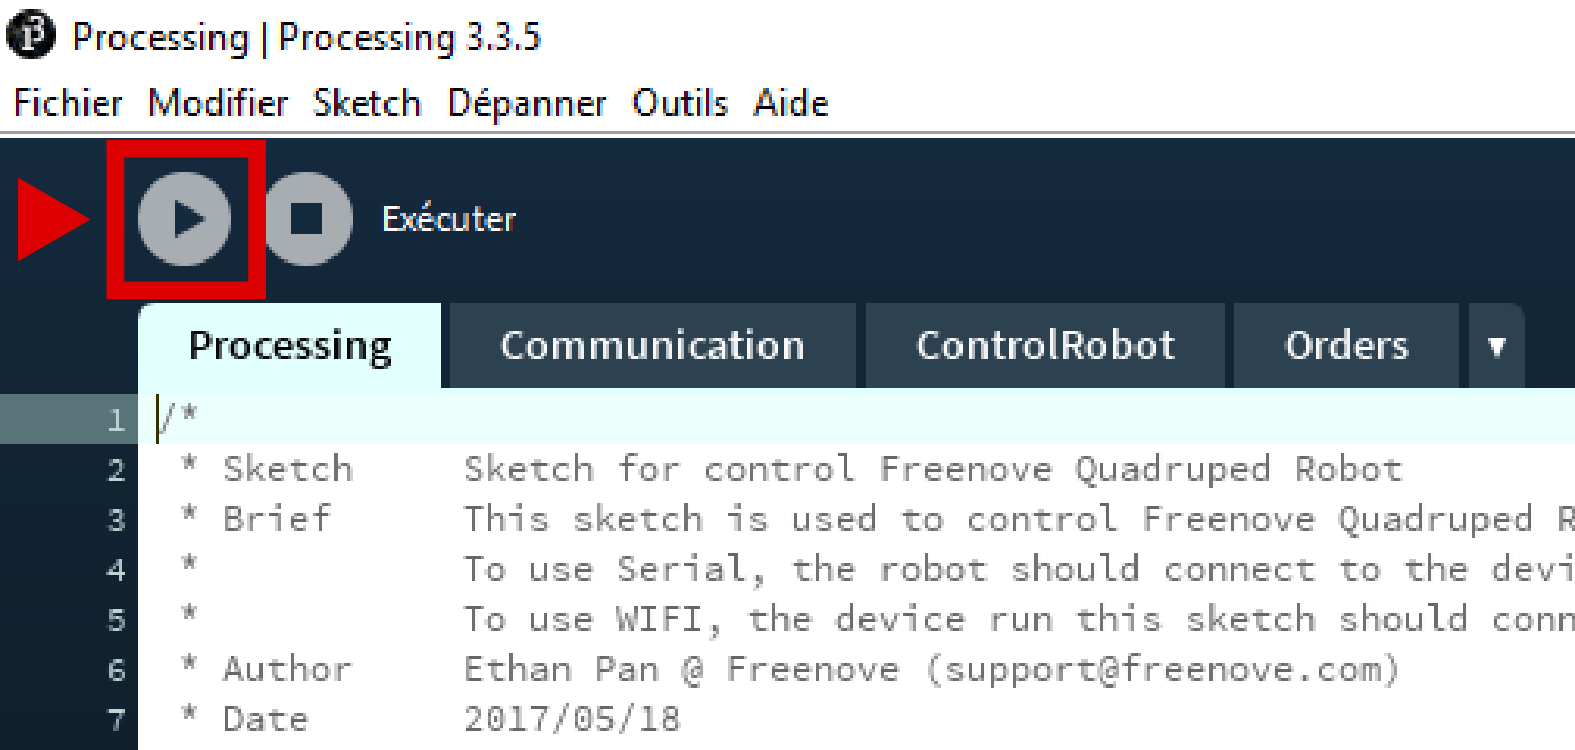 Processing | Processing 3.3.5
Fichier Modifier Sketch Dépanner Outils Aide
Exécuter
Processing Communication ControlRobot Orders ▼
1 /*
2 * Sketch Sketch for control Freenove Quadruped Robot
3 * Brief This sketch is used to control Freenove Quadruped R
4 * To use Serial, the robot should connect to the devi
5 * To use WIFI, the device run this sketch should conn
6 * Author Ethan Pan @ Freenove (support@freenove.com)
7 * Date 2017/05/18